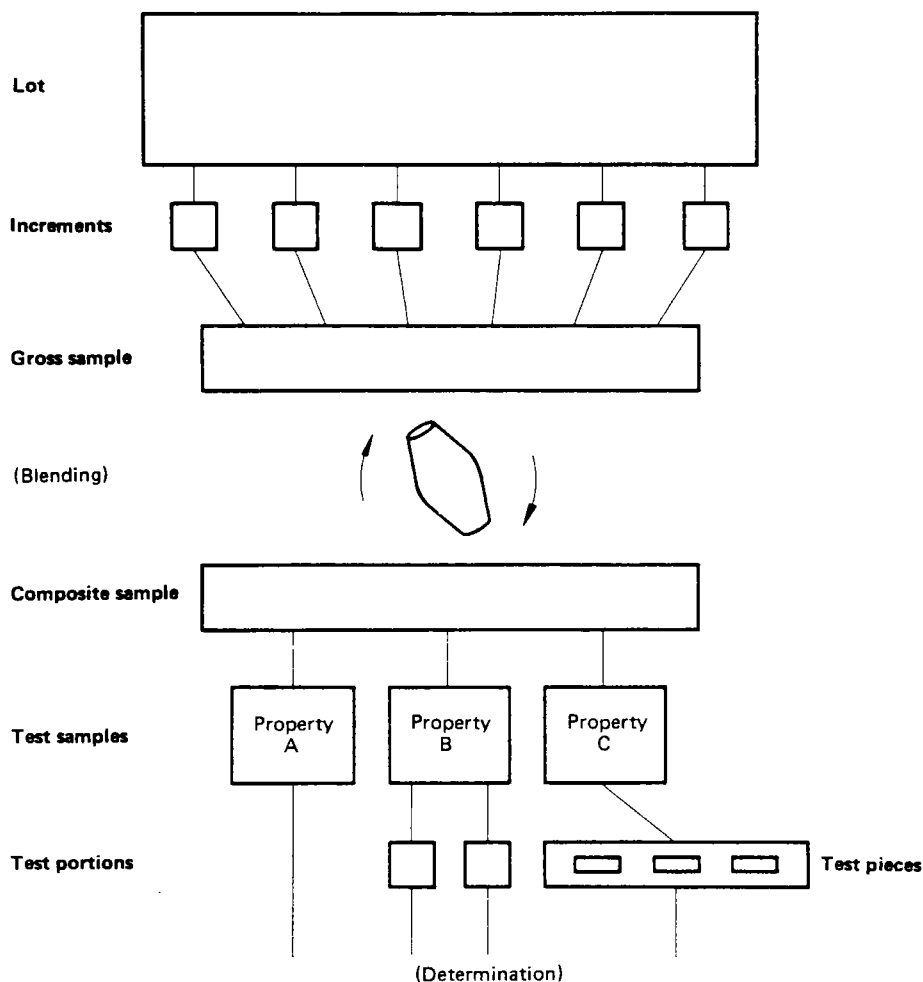 Lot
Increments
Gross sample
(Blending)
Composite sample
Test samples
Property
A
Property
B
Property
C
Test portions
Test pieces
(Determination)